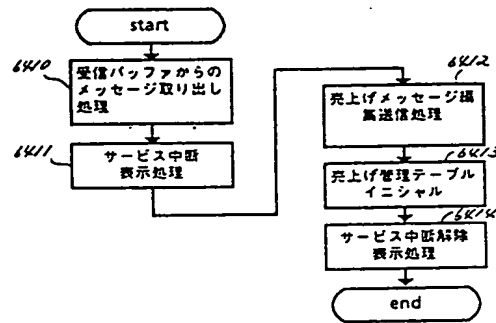 start
6410
受信バッファからの
メッセージ取り出し
処理
6411
サービス中断
表示処理
6412
売上げメッセージ編
集送信処理
6413
売上げ管理テーブル
イニシャル
6414
サービス中断解除
表示処理
end